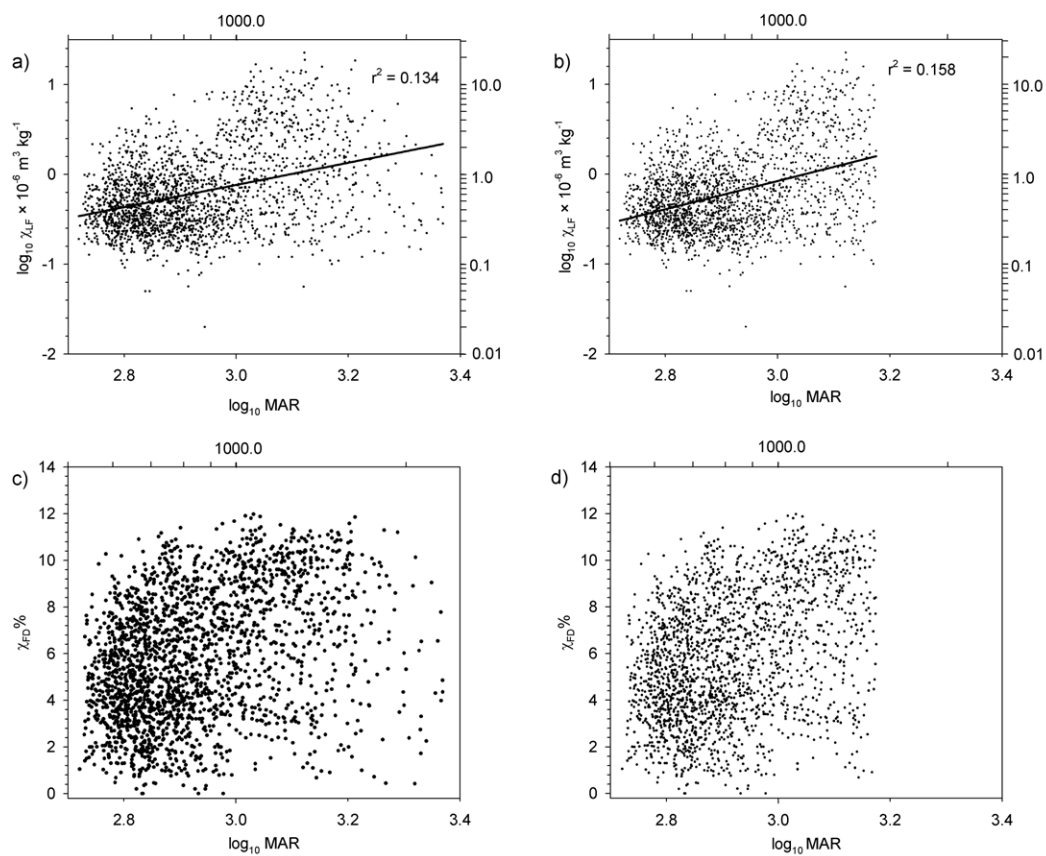 1000.0
a)
r² = 0.134
1
0
-1
-2
log₁₀ χLF × 10⁻⁶ m³ kg⁻¹
10.0
1.0
0.1
0.01
2.8 3.0 3.2 3.4
log₁₀ MAR
1000.0
b)
r² = 0.158
1
0
-1
-2
log₁₀ χLF × 10⁻⁶ m³ kg⁻¹
10.0
1.0
0.1
0.01
2.8 3.0 3.2 3.4
log₁₀ MAR
1000.0
c)
14
12
10
8
6
4
2
0
χFD%
2.8 3.0 3.2 3.4
log₁₀ MAR
1000.0
d)
14
12
10
8
6
4
2
0
χFD%
2.8 3.0 3.2 3.4
log₁₀ MAR